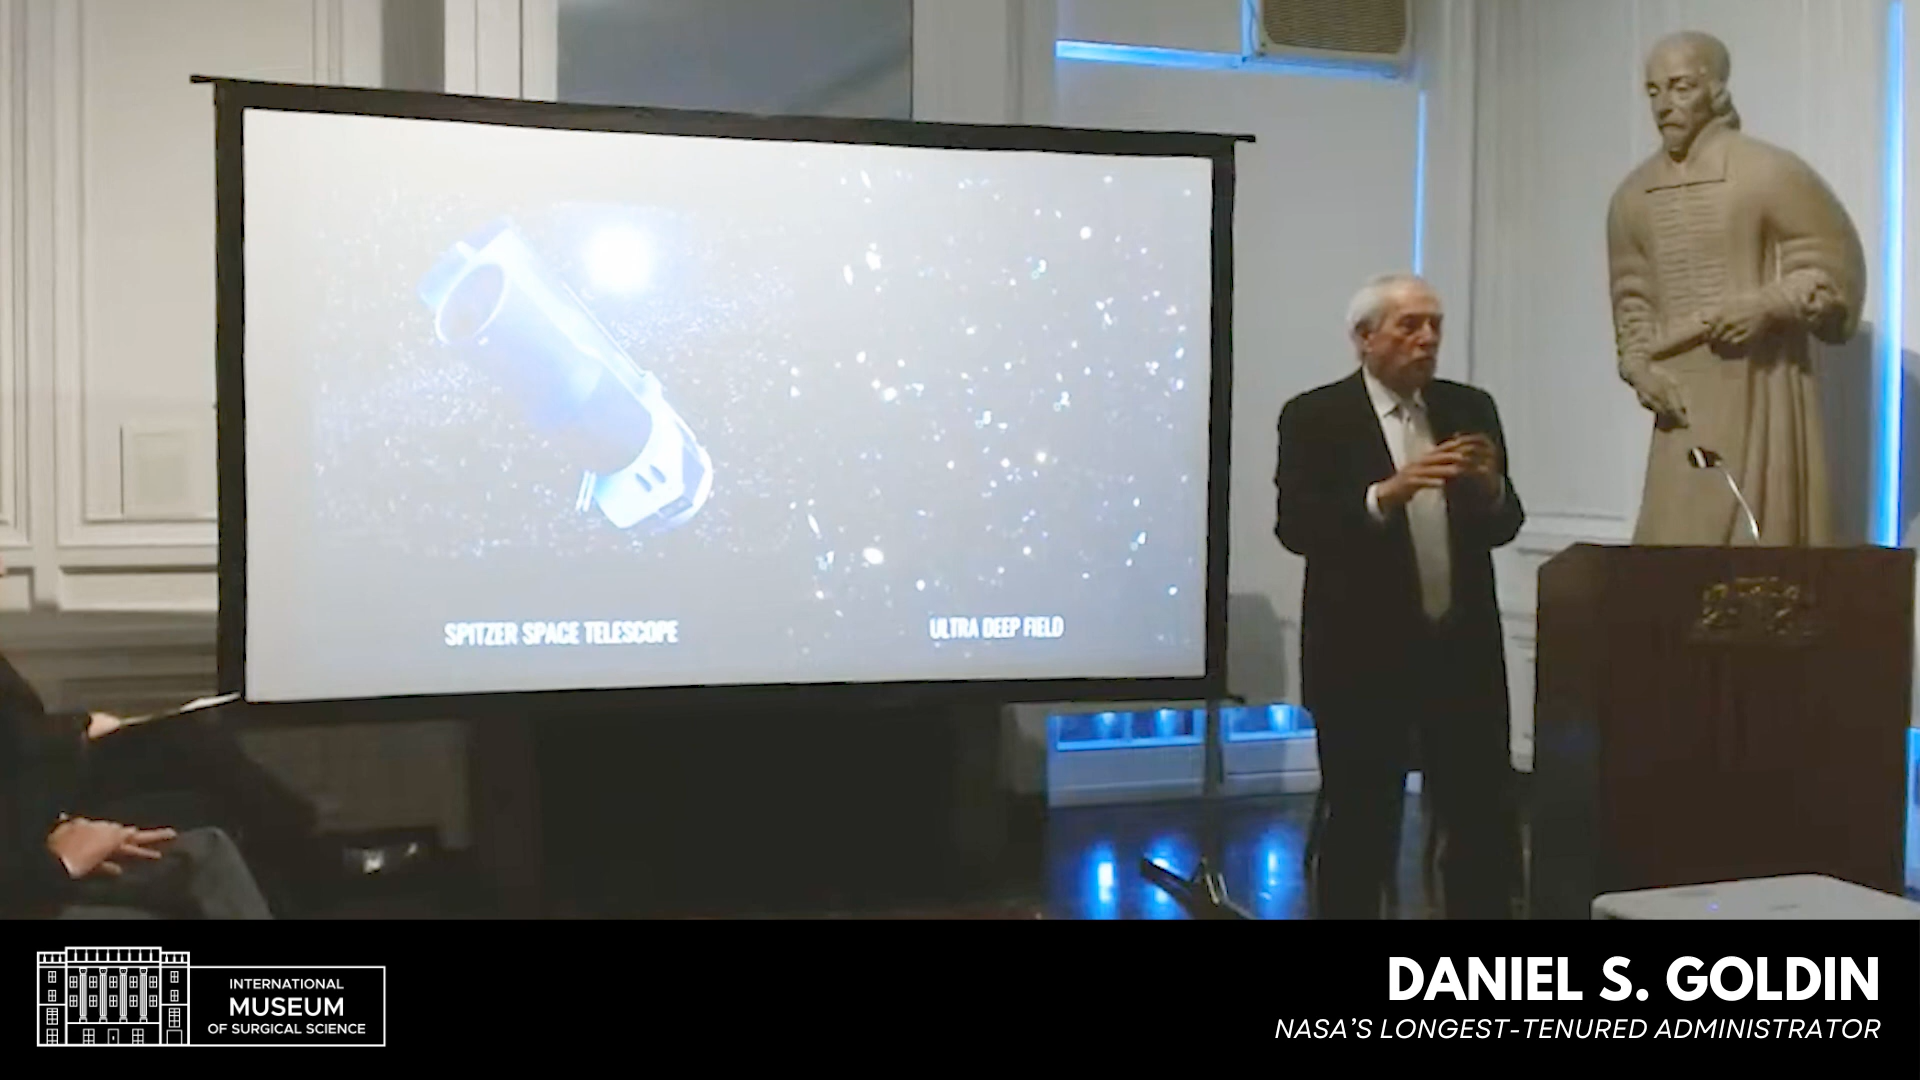 SPITZER SPACE TELESCOPE
ULTRA DEEP FIELD
INTERNATIONAL
MUSEUM
OF SURGICAL SCIENCE
DANIEL S. GOLDIN
NASA'S LONGEST-TENURED ADMINISTRATOR